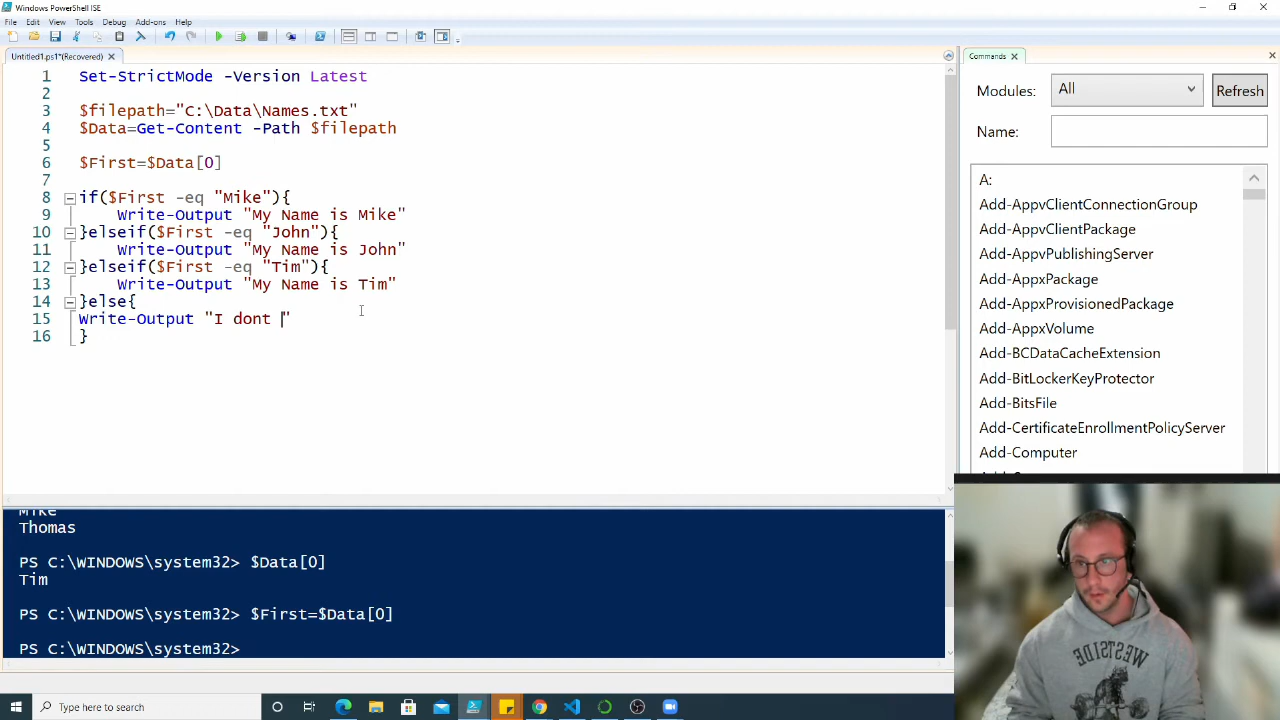 Windows PowerShell ISE
File Edit View Tools Debug Add-ons Help
Untitled1.ps1*(Recovered)
1 Set-StrictMode -Version Latest
2
3 $filepath="C:\Data\Names.txt"
4 $Data=Get-Content -Path $filepath
5
6 $First=$Data[0]
7
8 if($First -eq "Mike"){
9 Write-Output "My Name is Mike"
10 }elseif($First -eq "John"){
11 Write-Output "My Name is John"
12 }elseif($First -eq "Tim"){
13 Write-Output "My Name is Tim"
14 }else{
15 Write-Output "I dont "
16 }
Commands
Modules: All Refresh
Name:
A:
Add-AppvClientConnectionGroup
Add-AppvClientPackage
Add-AppvPublishingServer
Add-AppxPackage
Add-AppxProvisionedPackage
Add-AppxVolume
Add-BCDataCacheExtension
Add-BitLockerKeyProtector
Add-BitsFile
Add-CertificateEnrollmentPolicyServer
Add-Computer
Mike
Thomas
PS C:\WINDOWS\system32> $Data[0]
Tim
PS C:\WINDOWS\system32> $First=$Data[0]
PS C:\WINDOWS\system32>
WESTSIDE
Type here to search